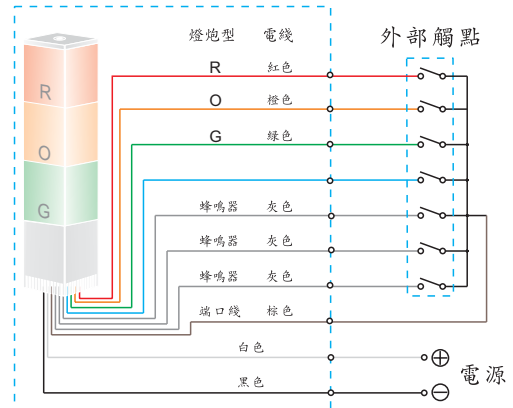 燈炮型 電綫 外部觸點
R 紅色
O 橙色
G 綠色
蜂鳴器 灰色
蜂鳴器 灰色
蜂鳴器 灰色
端口綫 棕色
白色
黑色
電源
R
O
G